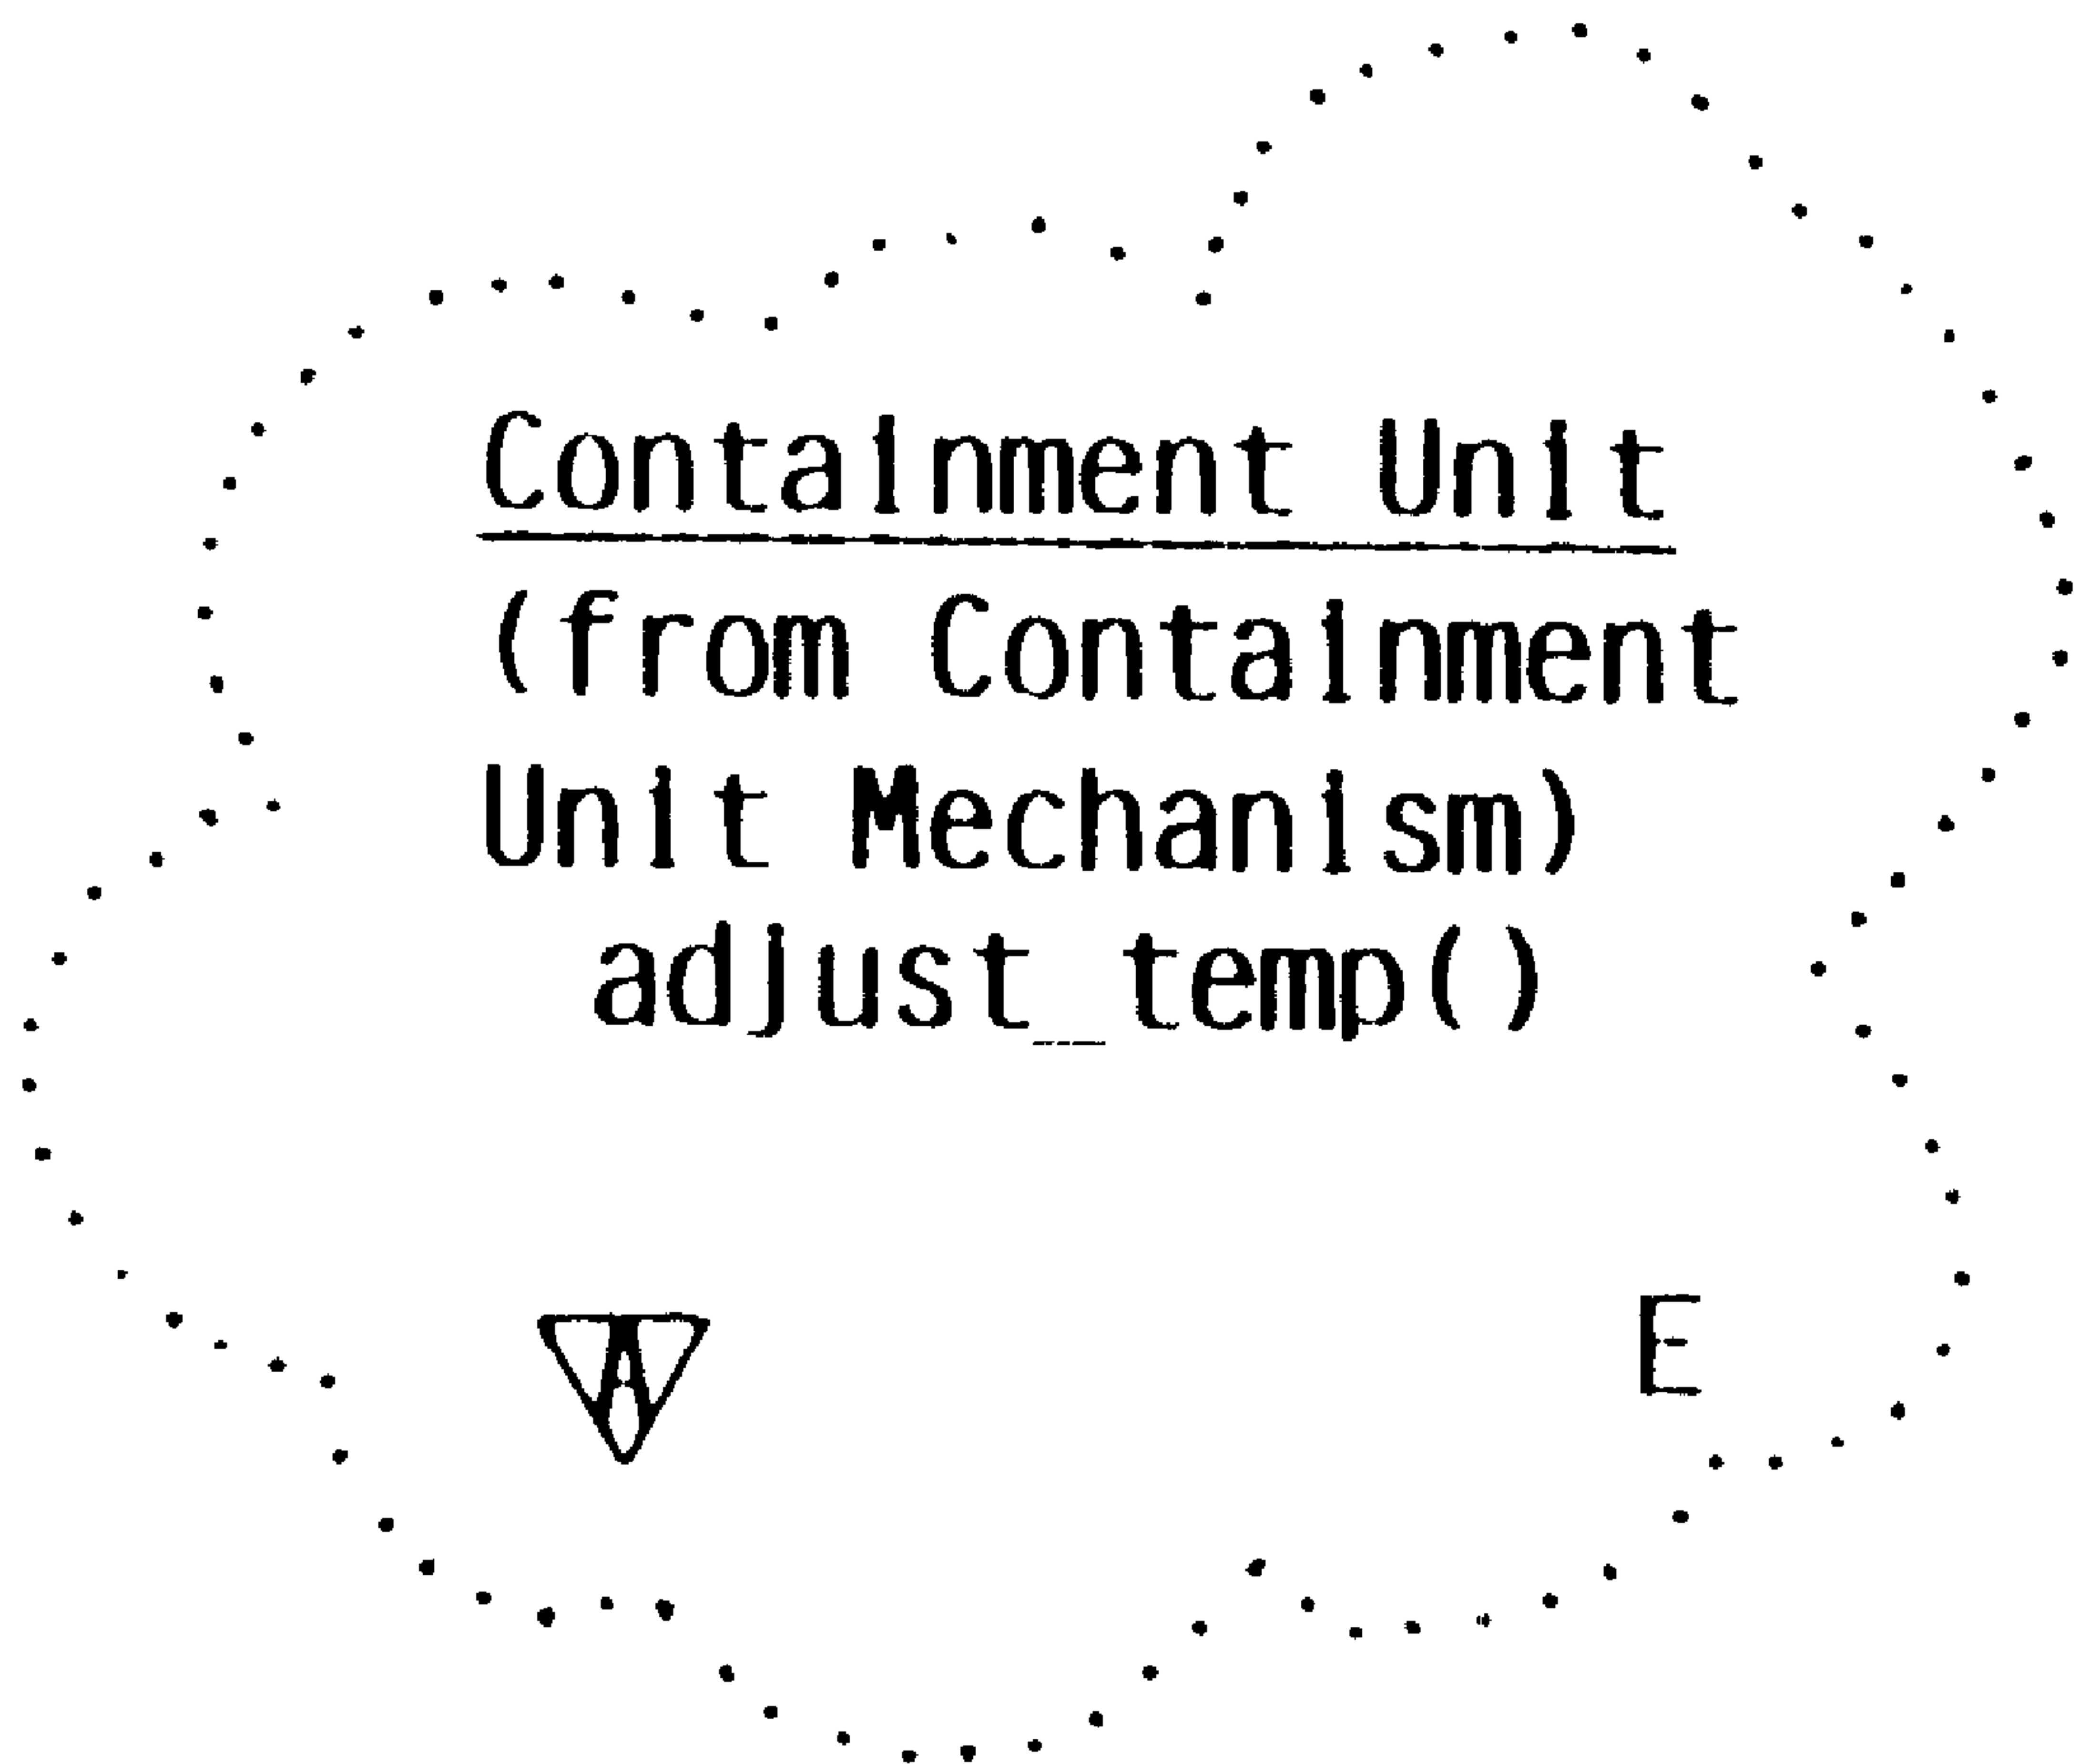 Containment Unit
(from Containment
Unit Mechanism)
adjust_temp()
A
E